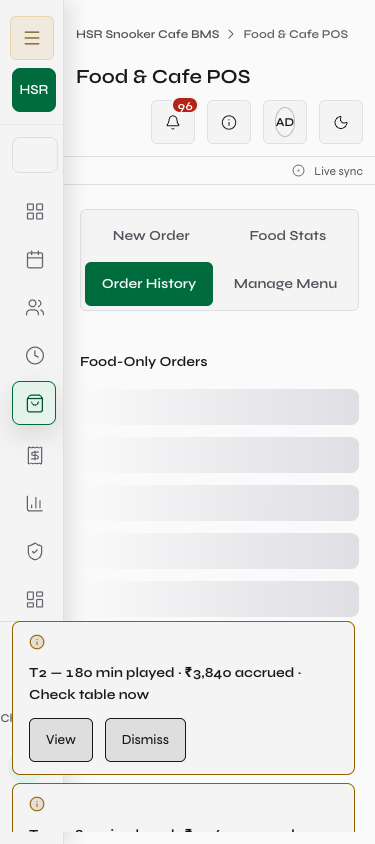 HSR Snooker Cafe BMS > Food & Cafe POS
HSR
Food & Cafe POS
96
AD
Live sync
New Order
Food Stats
Order History
Manage Menu
Food-Only Orders
T2 — 180 min played · ₹3,840 accrued ·
Check table now
View
Dismiss